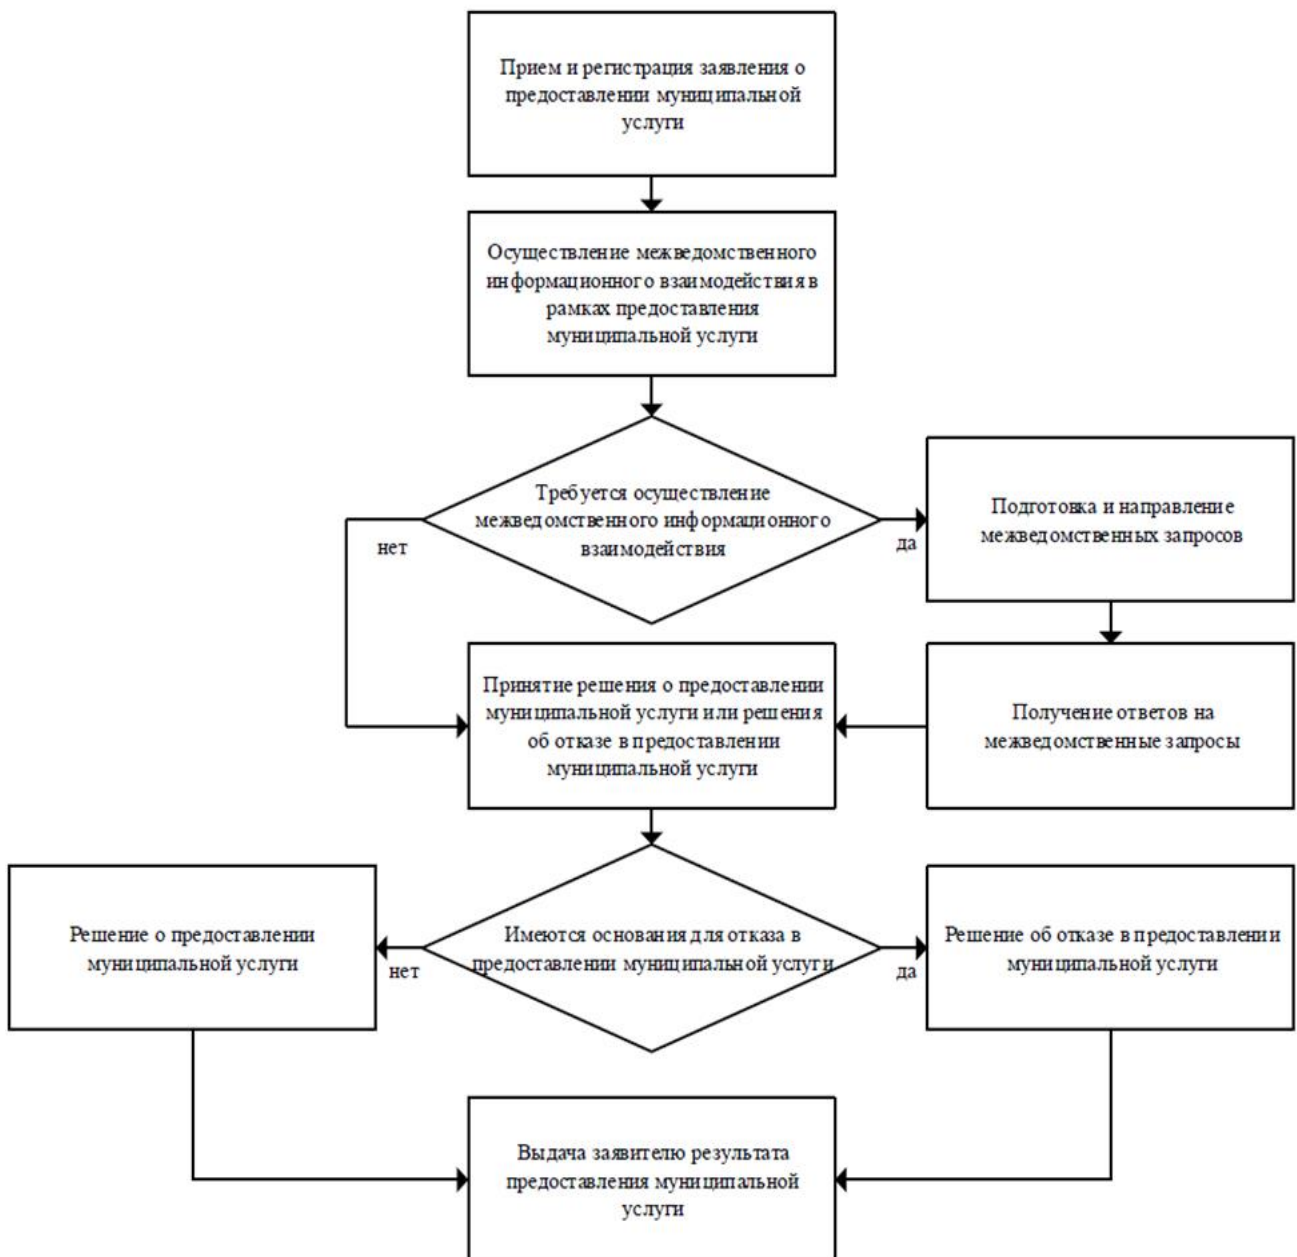 Прием и регистрация заявления о
предоставлении муниципальной
услуги
Осуществление межведомственного
информационного взаимодействия в
рамках предоставления
муниципальной услуги
Требуется осуществление
межведомственного информационного
взаимодействия
нет
да
Подготовка и направление
межведомственных запросов
Принятие решения о предоставлении
муниципальной услуги или решения
об отказе в предоставлении
муниципальной услуги
Получение ответов на
межведомственные запросы
Решение о предоставлении
муниципальной услуги
нет
Имеются основания для отказа в
предоставлении муниципальной услуги
да
Решение об отказе в предоставлении
муниципальной услуги
Выдача заявителю результата
предоставления муниципальной
услуги